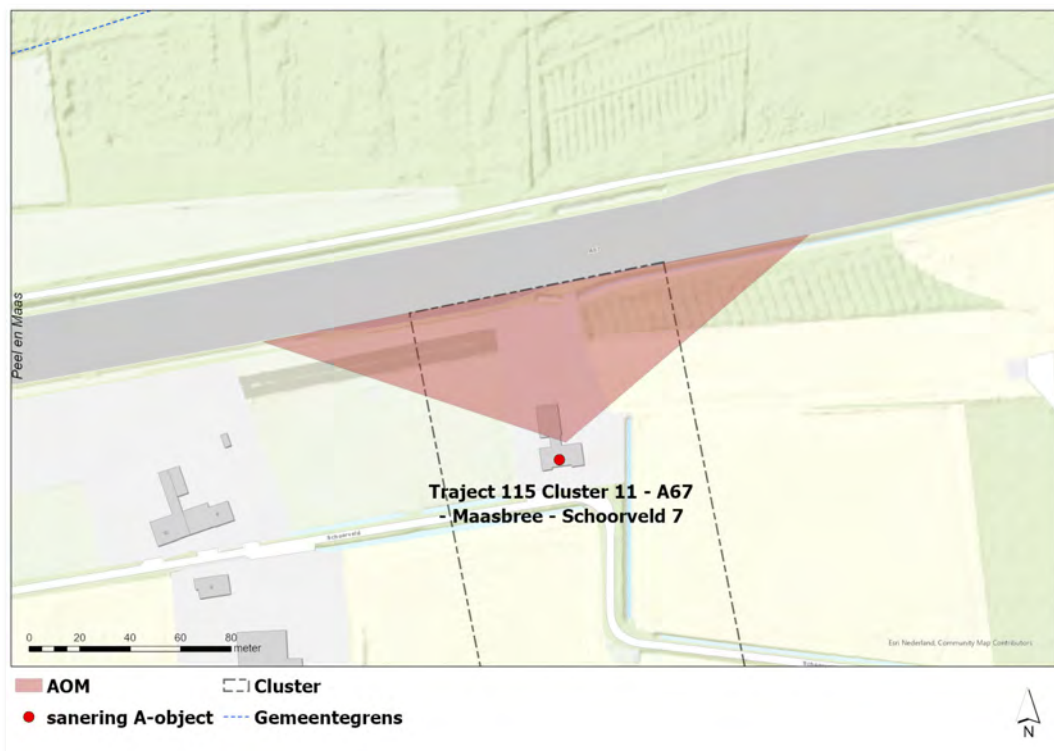 Peel en Maas
Traject 115 Cluster 11 - A67
- Maasbree - Schoorveld 7
Schoorveld
0 20 40 60 80
meter
Esri Nederland, Community Map Contributors
AOM
Cluster
sanering A-object
Gemeentegrens
N